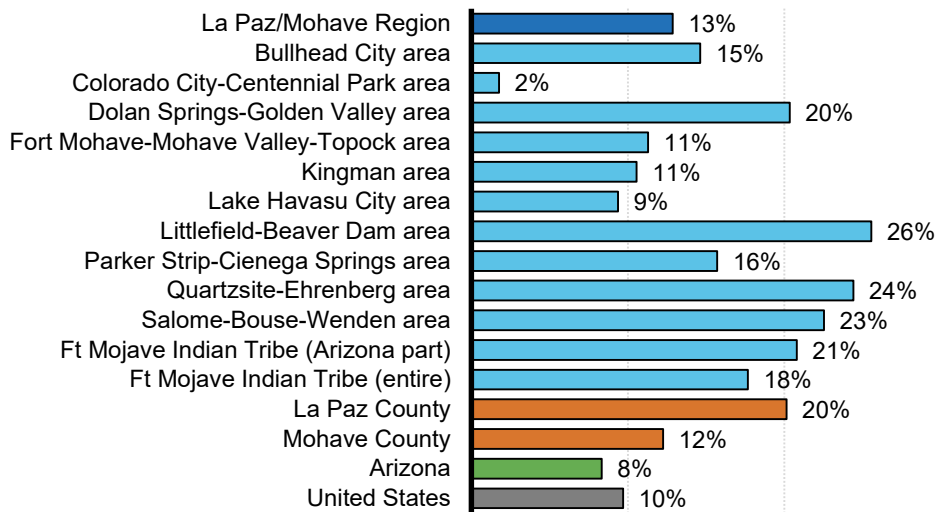 La Paz/Mohave Region 13%
Bullhead City area 15%
Colorado City-Centennial Park area 2%
Dolan Springs-Golden Valley area 20%
Fort Mohave-Mohave Valley-Topock area 11%
Kingman area 11%
Lake Havasu City area 9%
Littlefield-Beaver Dam area 26%
Parker Strip-Cienega Springs area 16%
Quartzsite-Ehrenberg area 24%
Salome-Bouse-Wenden area 23%
Ft Mojave Indian Tribe (Arizona part) 21%
Ft Mojave Indian Tribe (entire) 18%
La Paz County 20%
Mohave County 12%
Arizona 8%
United States 10%